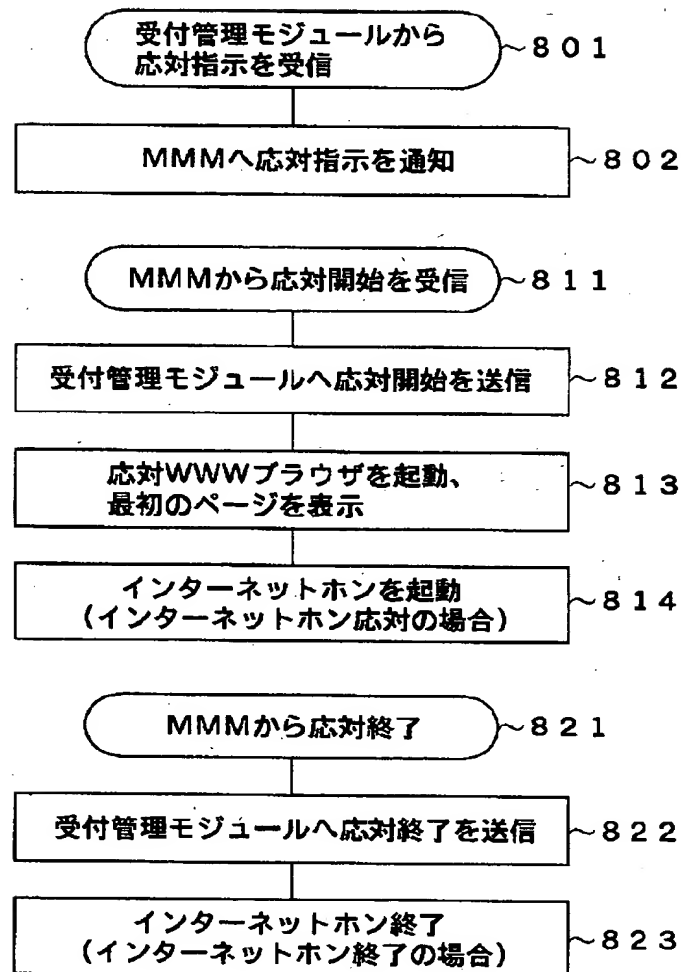 受付管理モジュールから
応対指示を受信
～801
MMMへ応対指示を通知
～802
MMMから応対開始を受信
～811
受付管理モジュールへ応対開始を送信
～812
応対WWWブラウザを起動、
最初のページを表示
～813
インターネットホンを起動
(インターネットホン応対の場合)
～814
MMMから応対終了
～821
受付管理モジュールへ応対終了を送信
～822
インターネットホン終了
(インターネットホン終了の場合)
～823